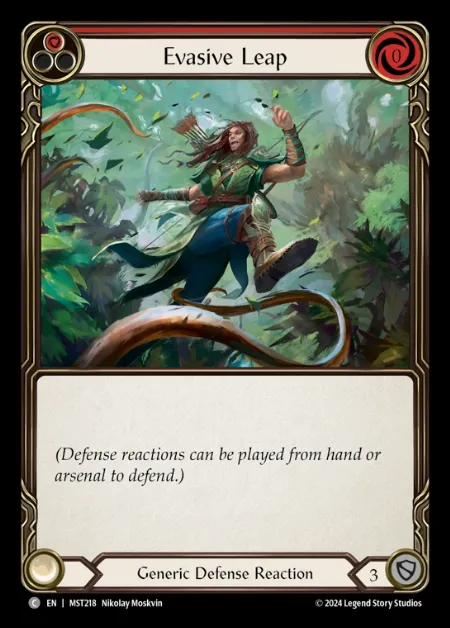 Evasive Leap
0
(Defense reactions can be played from hand or
arsenal to defend.)
Generic Defense Reaction
3
C EN | MST218 Nikolay Moskvin
© 2024 Legend Story Studios